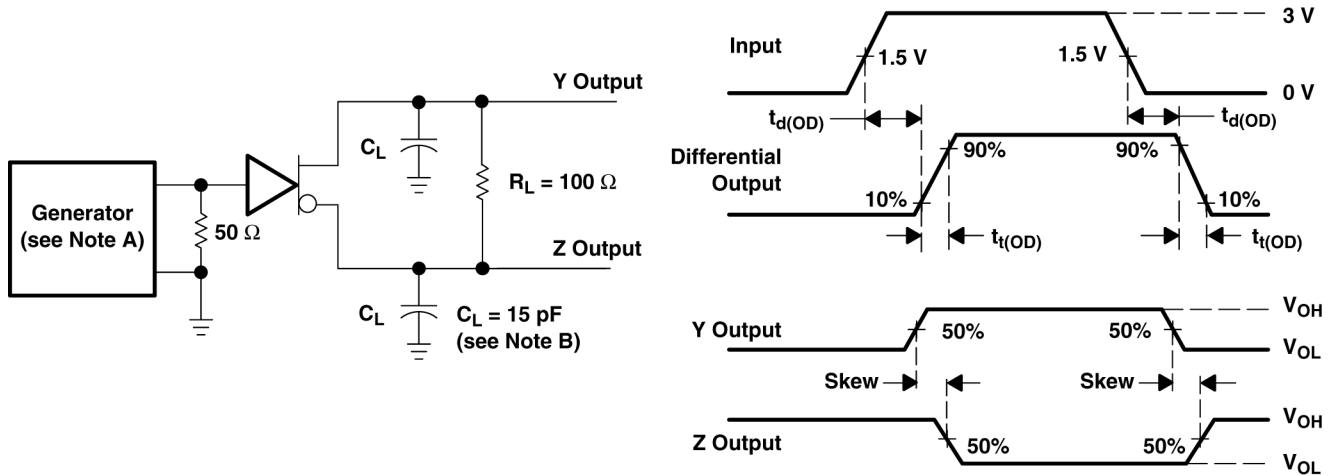 Y Output
C_L
R_L = 100 Ω
Generator
(see Note A)
50 Ω
Z Output
C_L
C_L = 15 pF
(see Note B)
3 V
Input
1.5 V
1.5 V
0 V
t_d(OD)
t_d(OD)
Differential
Output
90%
90%
10%
10%
t_t(OD)
t_t(OD)
V_OH
Y Output
50%
50%
V_OL
Skew
Skew
V_OH
Z Output
50%
50%
V_OL